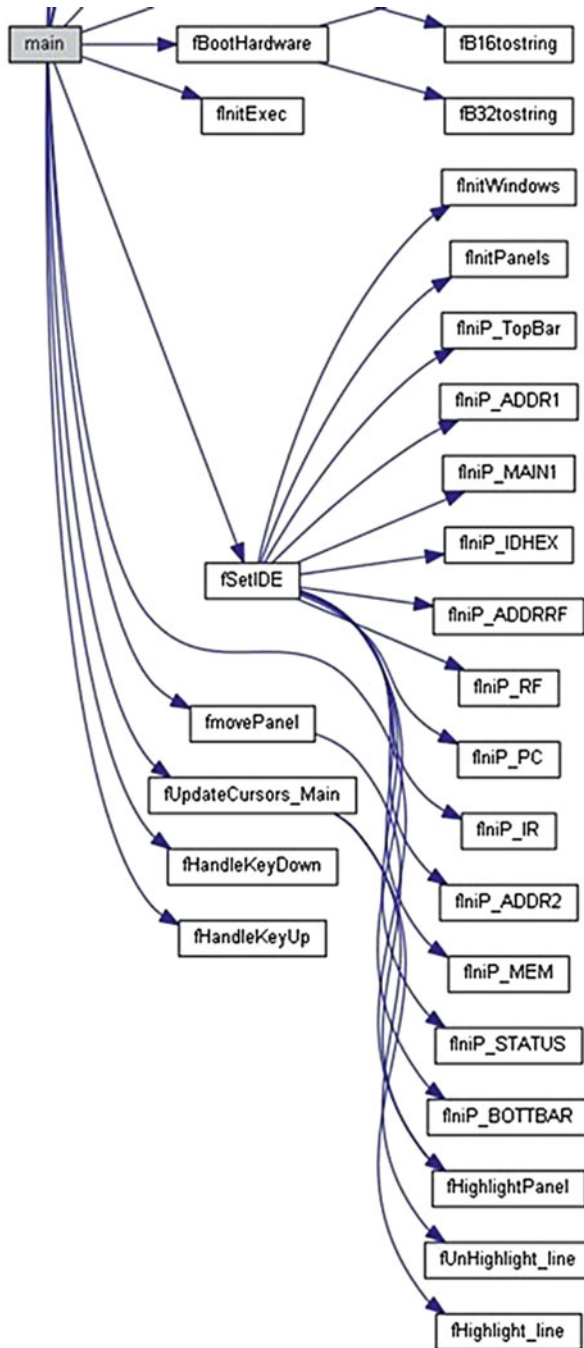 main
fBootHardware
fB16tostring
fInitExec
fB32tostring
fInitWindows
fInitPanels
fIniP_TopBar
fIniP_ADDR1
fIniP_MAIN1
fIniP_IDHEX
fSetIDE
fIniP_ADDRRF
fIniP_RF
fmovePanel
fIniP_PC
fUpdateCursors_Main
fIniP_IR
fHandleKeyDown
fIniP_ADDR2
fHandleKeyUp
fIniP_MEM
fIniP_STATUS
fIniP_BOTTBAR
fHighlightPanel
fUnHighlight_line
fHighlight_line